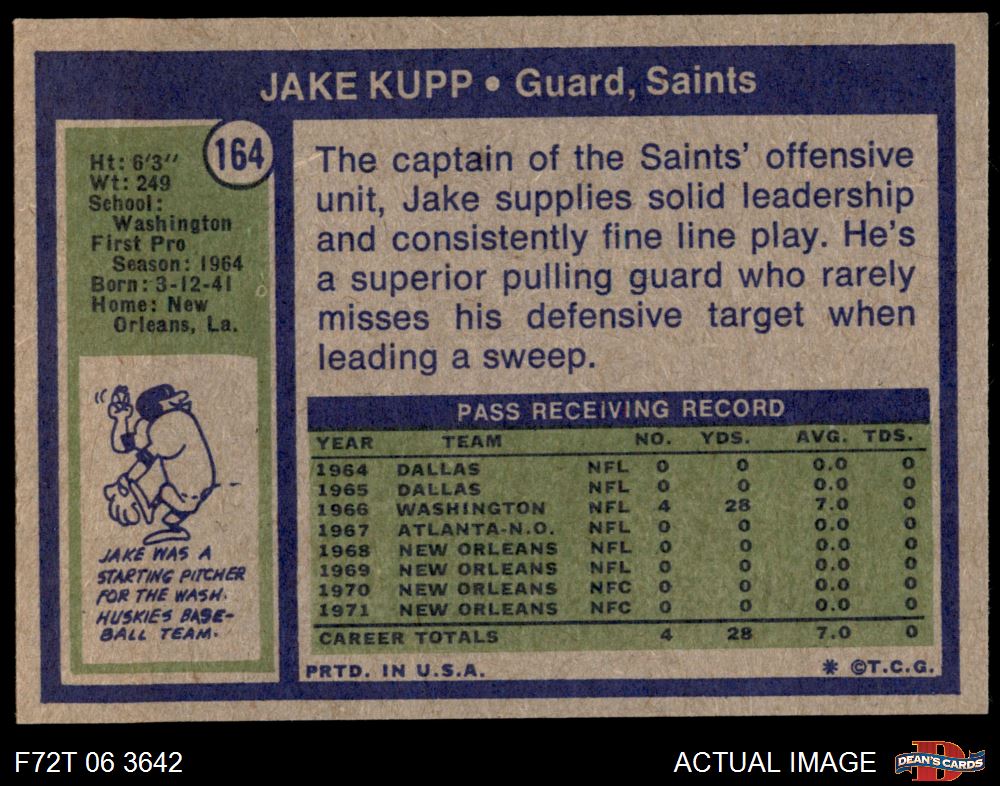 JAKE KUPP • Guard, Saints
164
Ht: 6'3"
Wt: 249
School:
Washington
First Pro
Season: 1964
Born: 3-12-41
Home: New
Orleans, La.
JAKE WAS A
STARTING PITCHER
FOR THE WASH.
HUSKIES BASE-
BALL TEAM.
The captain of the Saints' offensive
unit, Jake supplies solid leadership
and consistently fine line play. He's
a superior pulling guard who rarely
misses his defensive target when
leading a sweep.
PASS RECEIVING RECORD
YEAR TEAM NO. YDS. AVG. TDS.
1964 DALLAS NFL 0 0 0.0 0
1965 DALLAS NFL 0 0 0.0 0
1966 WASHINGTON NFL 4 28 7.0 0
1967 ATLANTA-N.O. NFL 0 0 0.0 0
1968 NEW ORLEANS NFL 0 0 0.0 0
1969 NEW ORLEANS NFL 0 0 0.0 0
1970 NEW ORLEANS NFC 0 0 0.0 0
1971 NEW ORLEANS NFC 0 0 0.0 0
CAREER TOTALS 4 28 7.0 0
PRTD. IN U.S.A. * ©T.C.G.
F72T 06 3642 ACTUAL IMAGE
D
DEAN'S CARDS